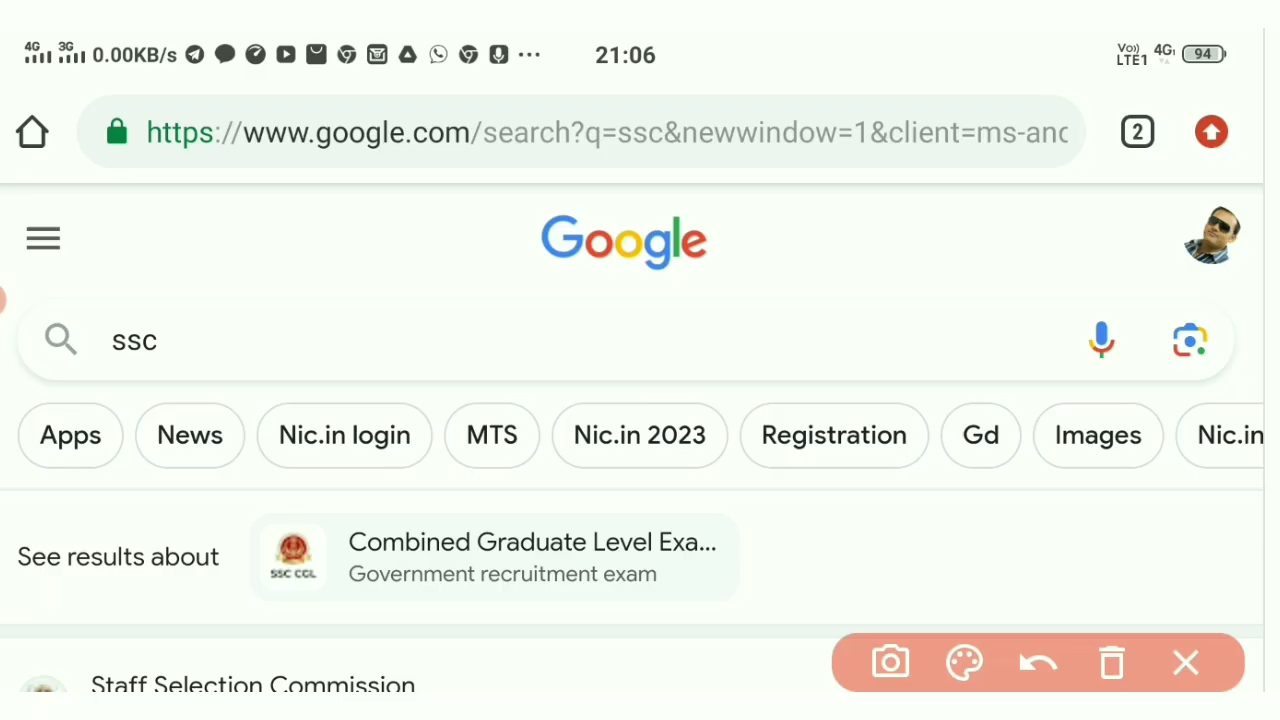 4G 3G 0.00KB/s ... 21:06 Vo)) LTE1 4G 94
https://www.google.com/search?q=ssc&newwindow=1&client=ms-and
2
Google
ssc
Apps News Nic.in login MTS Nic.in 2023 Registration Gd Images Nic.in
See results about
SSC CGL
Combined Graduate Level Exa...
Government recruitment exam
Staff Selection Commission